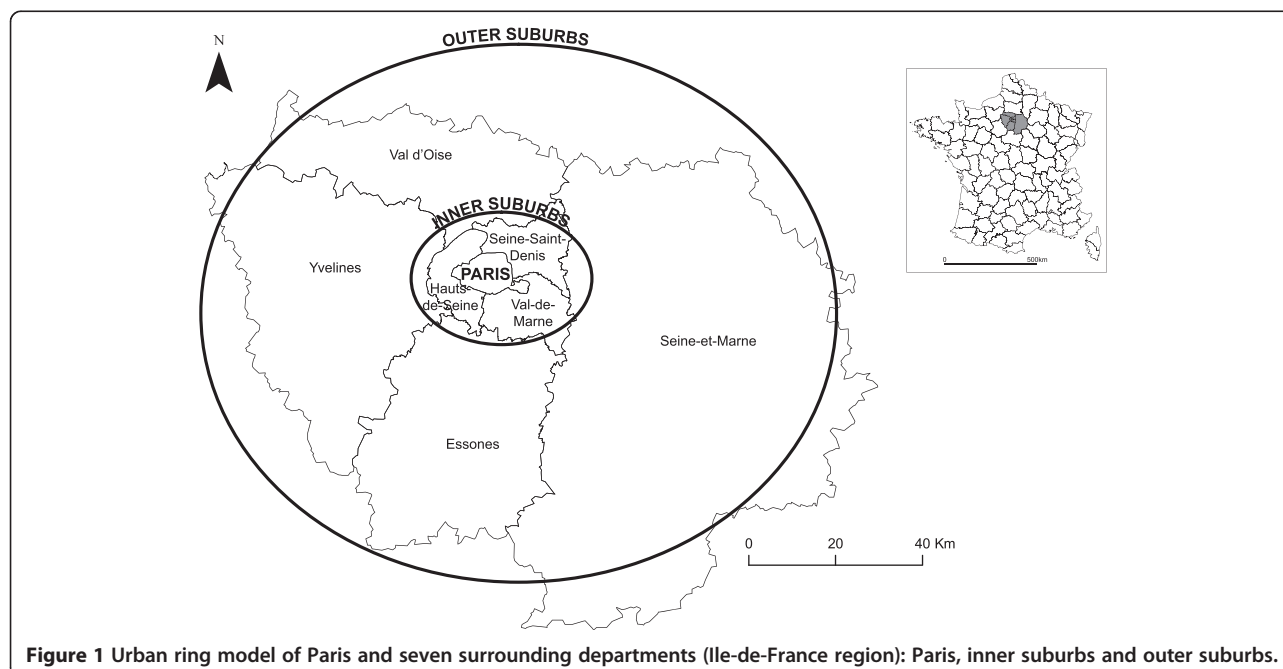 N
OUTER SUBURBS
Val d'Oise
INNER SUBURBS
Seine-Saint-
Denis
Yvelines
PARIS
Hauts-
de-Seine
Val-de-
Marne
Seine-et-Marne
Essones
0 20 40 Km
0 500km
Figure 1 Urban ring model of Paris and seven surrounding departments (Ile-de-France region): Paris, inner suburbs and outer suburbs.